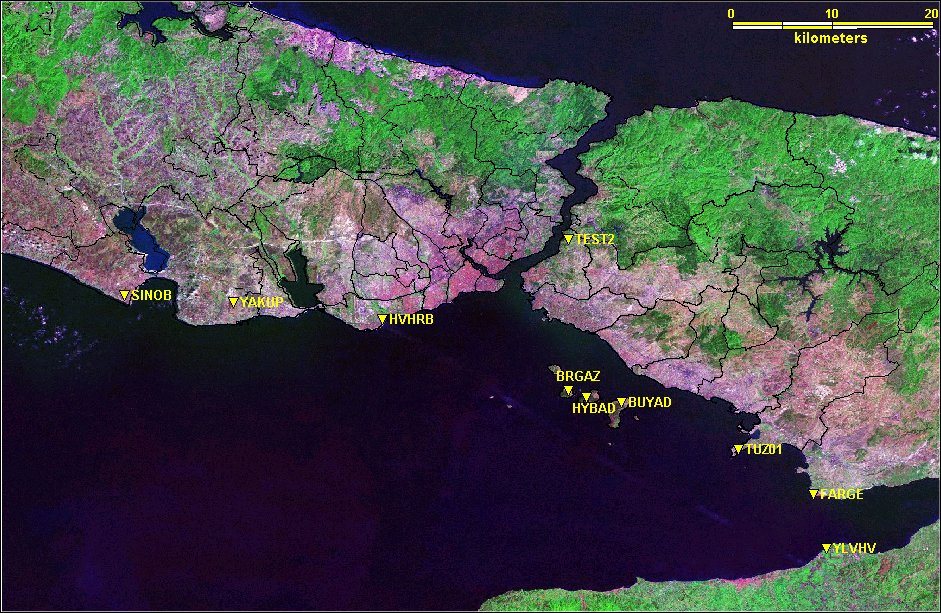 0 10 20
kilometers
TEST2
SINOB
YAKUP
HVHRB
BRGAZ
HYBAD
BUYAD
TUZ01
FARGE
YLVHV